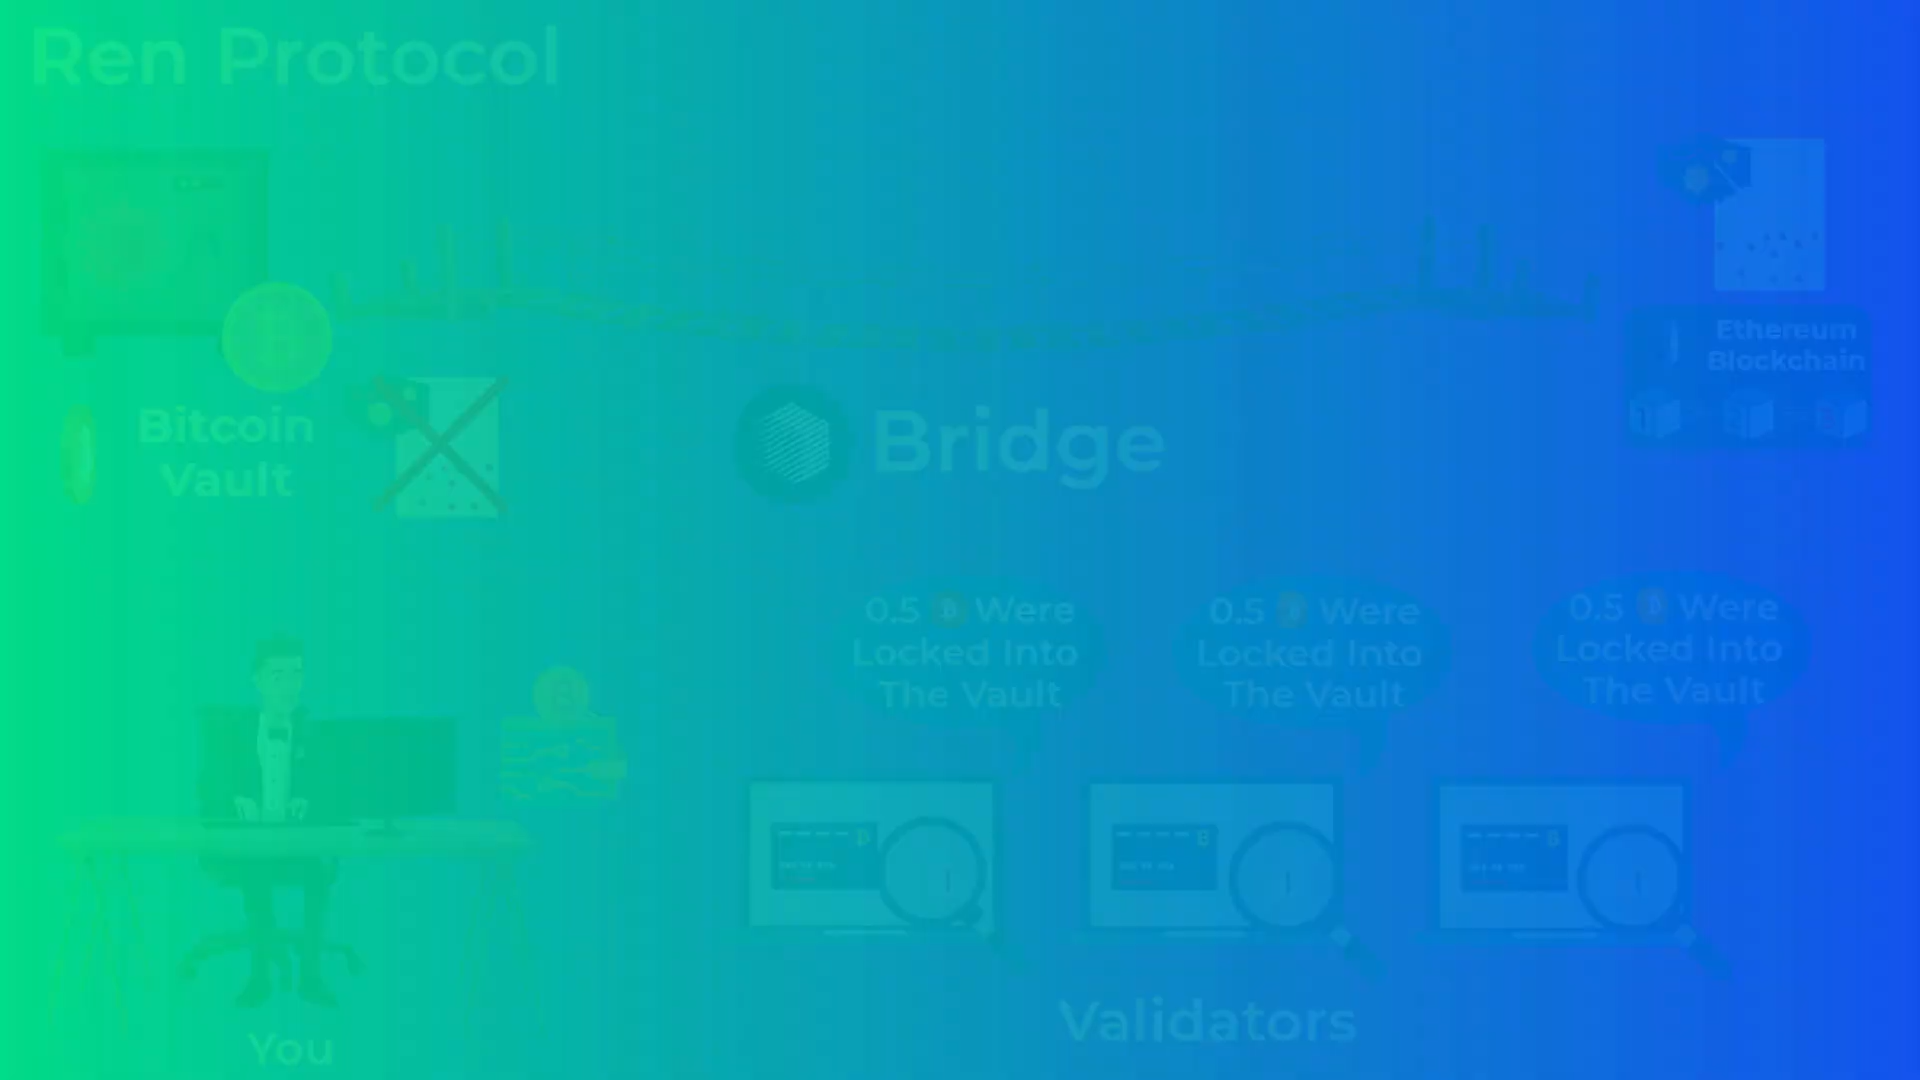 Ren Protocol
Ethereum
Blockchain
Bitcoin
Vault
Bridge
0.5 Were
Locked Into
The Vault
0.5 Were
Locked Into
The Vault
0.5 Were
Locked Into
The Vault
You
Validators